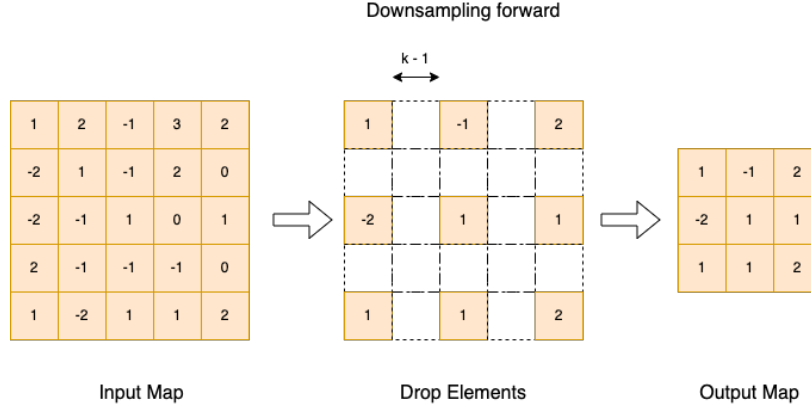 Downsampling forward
k - 1
1 2 -1 3 2
-2 1 -1 2 0
-2 -1 1 0 1
2 -1 -1 -1 0
1 -2 1 1 2
Input Map
1 -1 2
-2 1 1
1 1 2
Drop Elements
1 -1 2
-2 1 1
1 1 2
Output Map